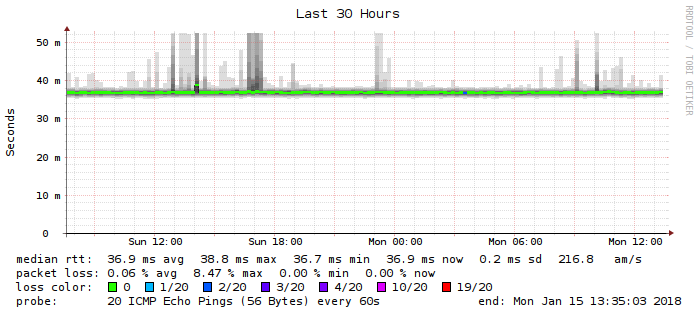 Last 30 Hours
RRDTOOL / TOBI OETIKER
Seconds
50 m
40 m
30 m
20 m
10 m
0
Sun 12:00 Sun 18:00 Mon 00:00 Mon 06:00 Mon 12:00
median rtt: 36.9 ms avg 38.8 ms max 36.7 ms min 36.9 ms now 0.2 ms sd 216.8 am/s
packet loss: 0.06 % avg 8.47 % max 0.00 % min 0.00 % now
loss color: 0 1/20 2/20 3/20 4/20 10/20 19/20
probe: 20 ICMP Echo Pings (56 Bytes) every 60s end: Mon Jan 15 13:35:03 2018